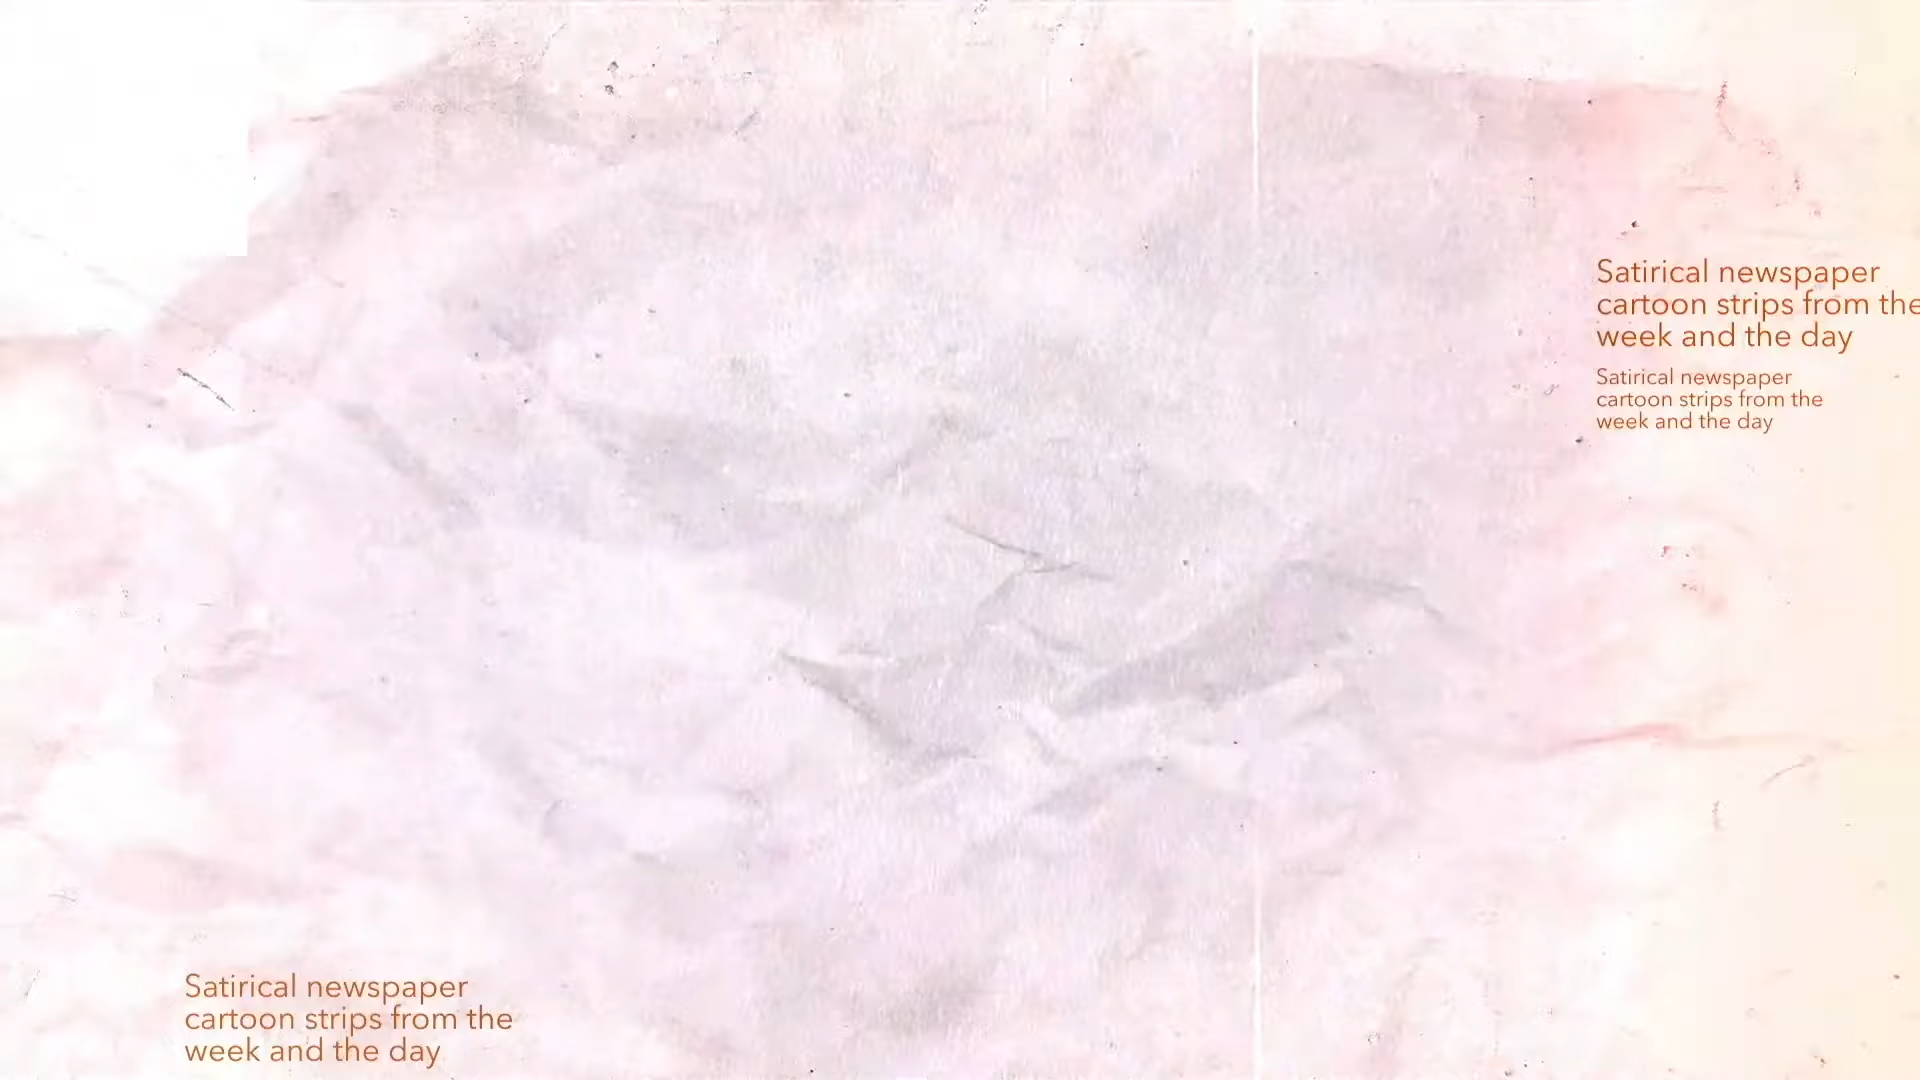 Satirical newspaper
cartoon strips from the
week and the day
Satirical newspaper
cartoon strips from the
week and the day
Satirical newspaper
cartoon strips from the
week and the day